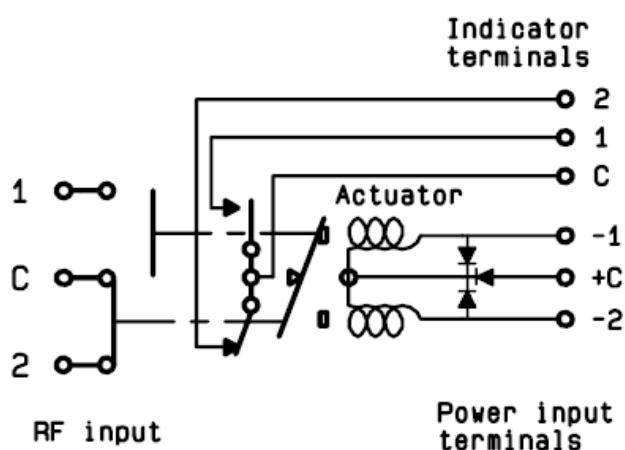 Indicator
terminals
2
1
C
1
Actuator
-1
C
+C
-2
2
RF input
Power input
terminals